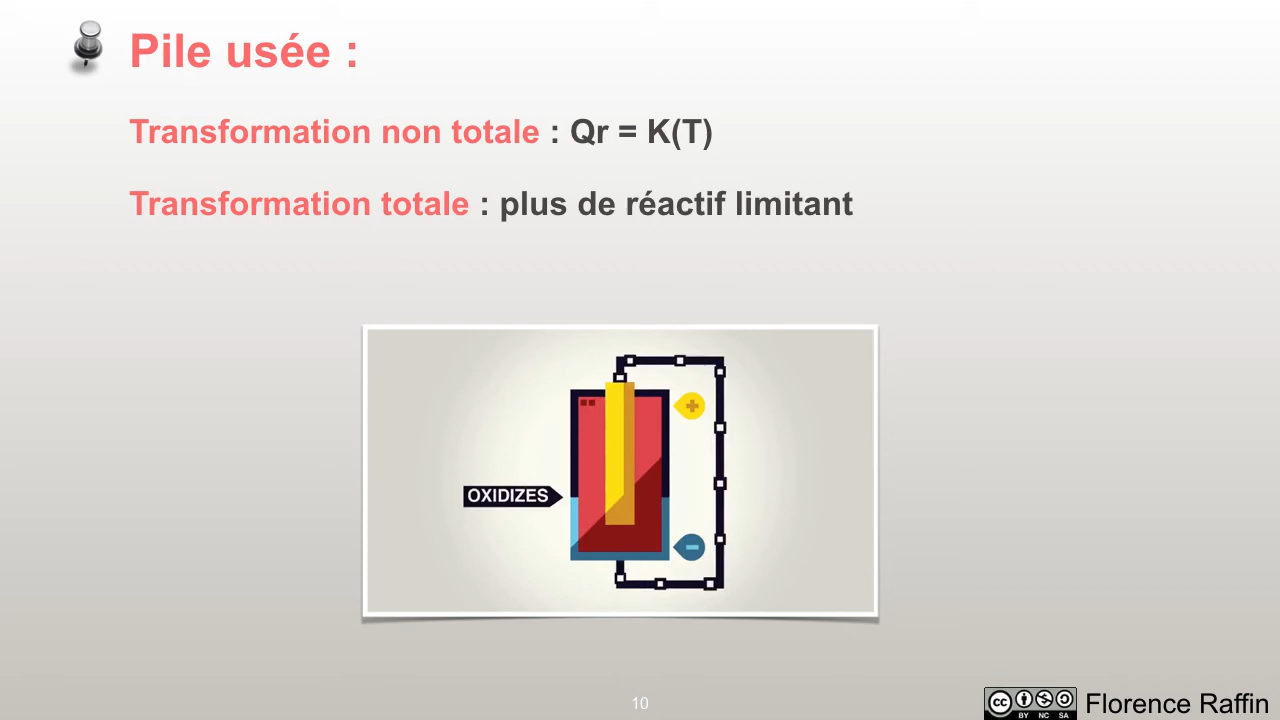 Pile usée :
Transformation non totale : Qr = K(T)
Transformation totale : plus de réactif limitant
OXIDIZES
10
cc BY NC SA
Florence Raffin